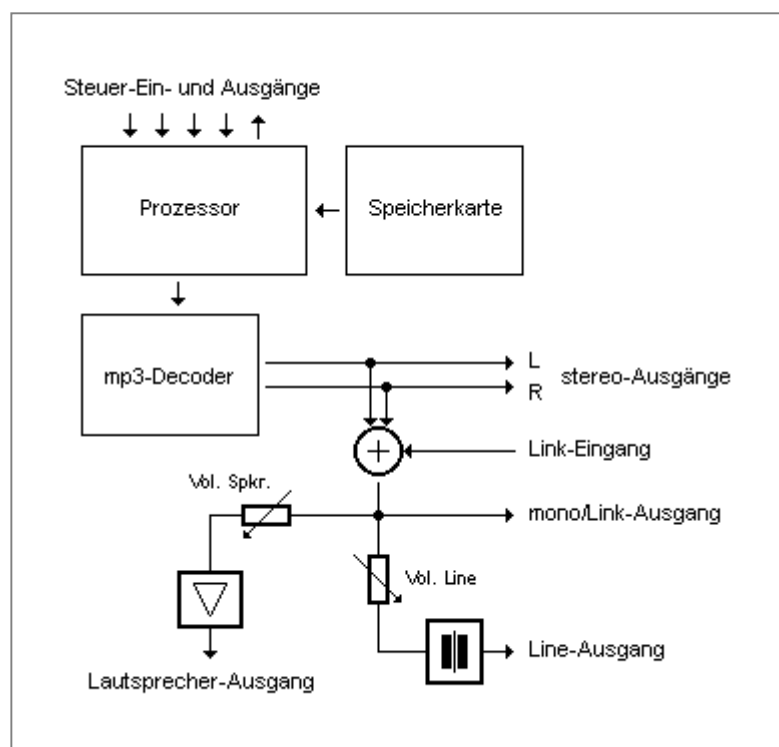 Steuer-Ein- und Ausgänge
Prozessor
Speicherkarte
mp3-Decoder
L
R
stereo-Ausgänge
+
Link-Eingang
Vol. Spkr.
mono/Link-Ausgang
Vol. Line
Line-Ausgang
Lautsprecher-Ausgang